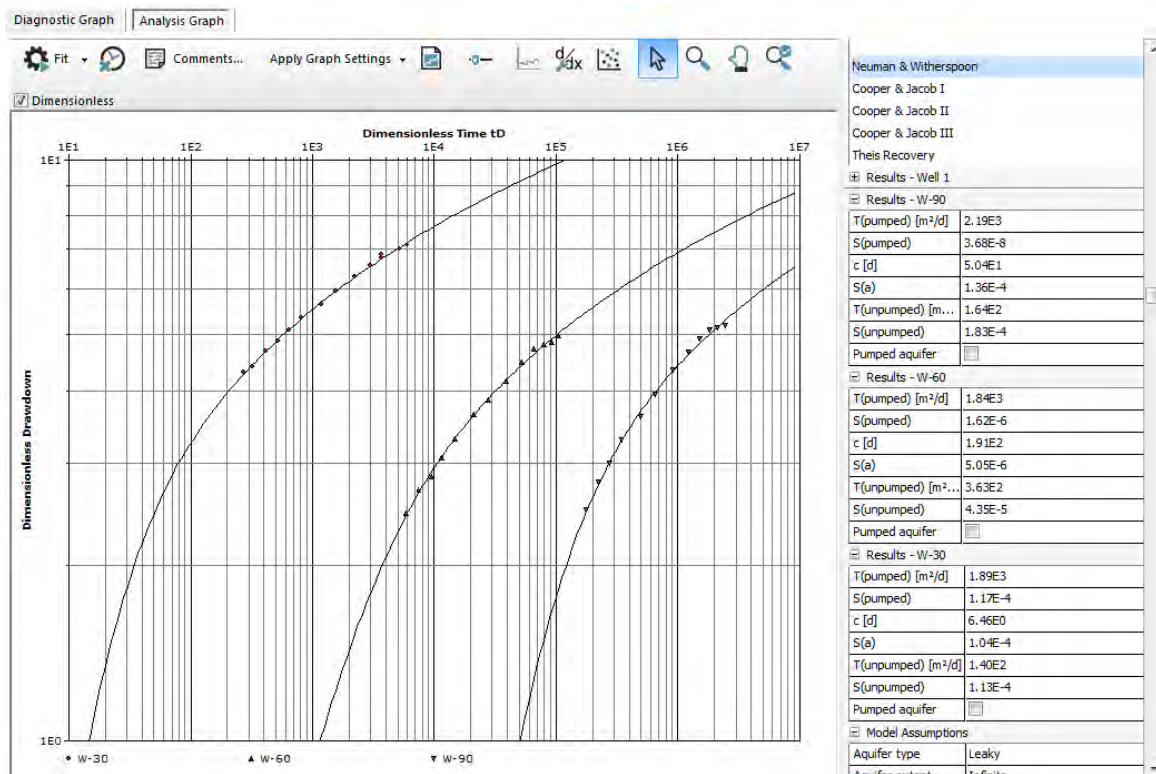 Diagnostic Graph Analysis Graph
Fit Comments... Apply Graph Settings d/dx
Dimensionless
Dimensionless Time tD
1E1 1E2 1E3 1E4 1E5 1E6 1E7
1E1
Dimensionless Drawdown
1E0
W-30 W-60 W-90
Neuman & Witherspoon
Cooper & Jacob I
Cooper & Jacob II
Cooper & Jacob III
Theis Recovery
Results - Well 1
Results - W-90
T(pumped) [m²/d] 2.19E3
S(pumped) 3.68E-8
c [d] 5.04E1
S(a) 1.36E-4
T(unpumped) [m... 1.64E2
S(unpumped) 1.83E-4
Pumped aquifer
Results - W-60
T(pumped) [m²/d] 1.84E3
S(pumped) 1.62E-6
c [d] 1.91E2
S(a) 5.05E-6
T(unpumped) [m²... 3.63E2
S(unpumped) 4.35E-5
Pumped aquifer
Results - W-30
T(pumped) [m²/d] 1.89E3
S(pumped) 1.17E-4
c [d] 6.46E0
S(a) 1.04E-4
T(unpumped) [m²/d] 1.40E2
S(unpumped) 1.13E-4
Pumped aquifer
Model Assumptions
Aquifer type Leaky